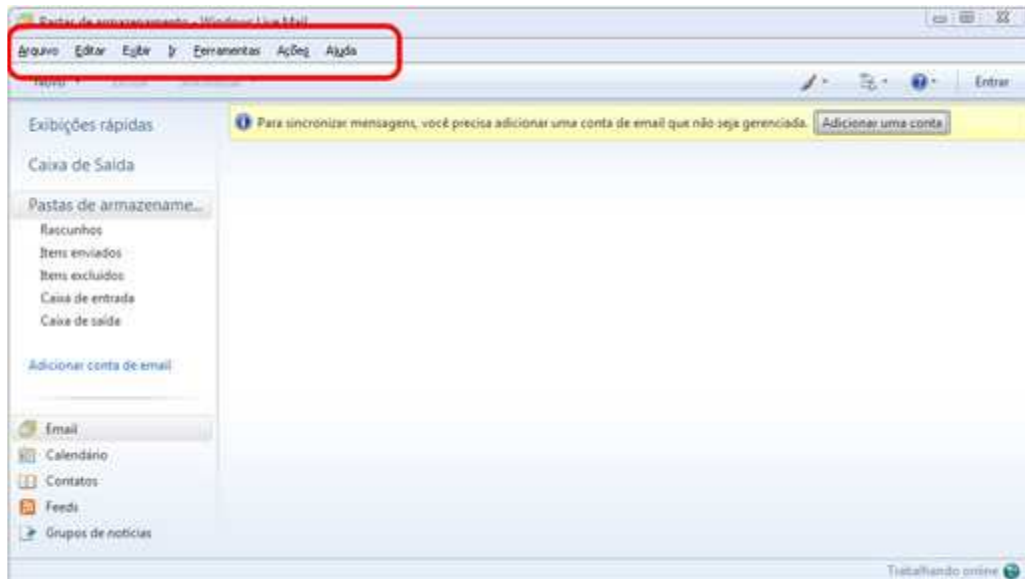 Pastas de armazenamento - Windows Live Mail
Arquivo Editar Exibir Ir Ferramentas Ações Ajuda
Novo
Entrar
Exibições rápidas
Para sincronizar mensagens, você precisa adicionar uma conta de email que não seja gerenciada. Adicionar uma conta
Caixa de Saída
Pastas de armazename...
Rascunhos
Itens enviados
Itens excluídos
Caixa de entrada
Caixa de saída
Adicionar conta de email
Email
Calendário
Contatos
Feeds
Grupos de notícias
Trabalhando online